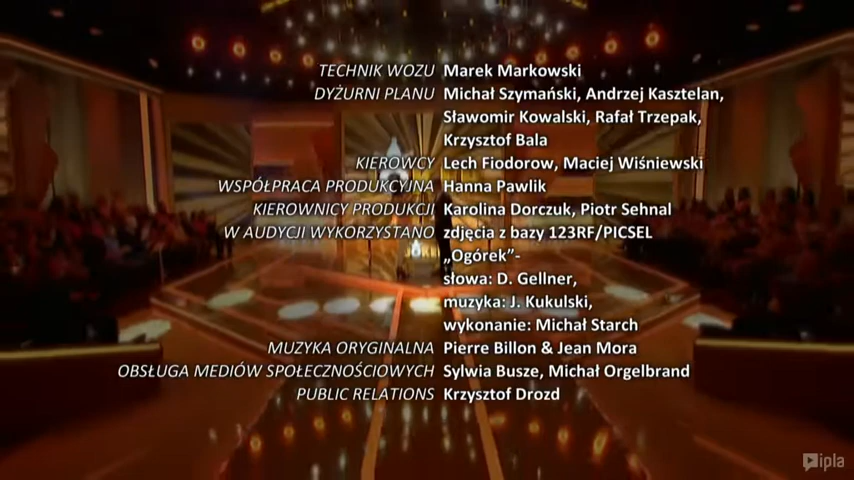 TECHNIK WOZU Marek Markowski
DYŻURNI PLANU Michał Szymański, Andrzej Kasztelan,
Sławomir Kowalski, Rafał Trzepak,
Krzysztof Bala
KIEROWCY Lech Fiodorow, Maciej Wiśniewski
WSPÓŁPRACA PRODUKCYJNA Hanna Pawlik
KIEROWNICY PRODUKCJI Karolina Dorczuk, Piotr Sehnal
W AUDYCJI WYKORZYSTANO zdjęcia z bazy 123RF/PICSEL
„Ogórek”-
JOKER
słowa: D. Gellner,
muzyka: J. Kukulski,
wykonanie: Michał Starch
MUZYKA ORYGINALNA Pierre Billon & Jean Mora
OBSŁUGA MEDIÓW SPOŁECZNOŚCIOWYCH Sylwia Busze, Michał Orgelbrand
PUBLIC RELATIONS Krzysztof Drozd
ipla